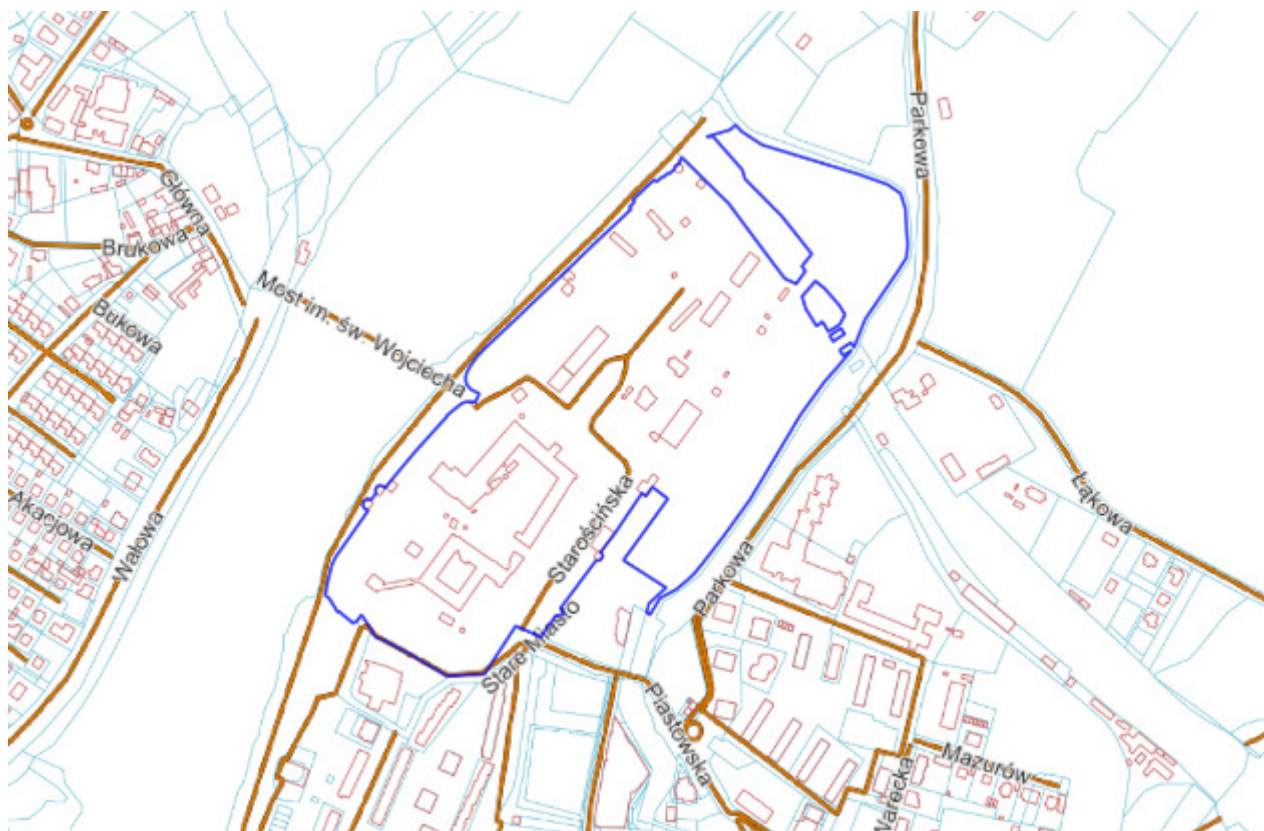 Parkowa
Główna
Brukowa
Most im. św. Wojciecha
Bukowa
Łąkowa
Akacjowa
Wałowa
Starościńska
Parkowa
Stare Miasto
Piastowska
Mazurów
Warecka